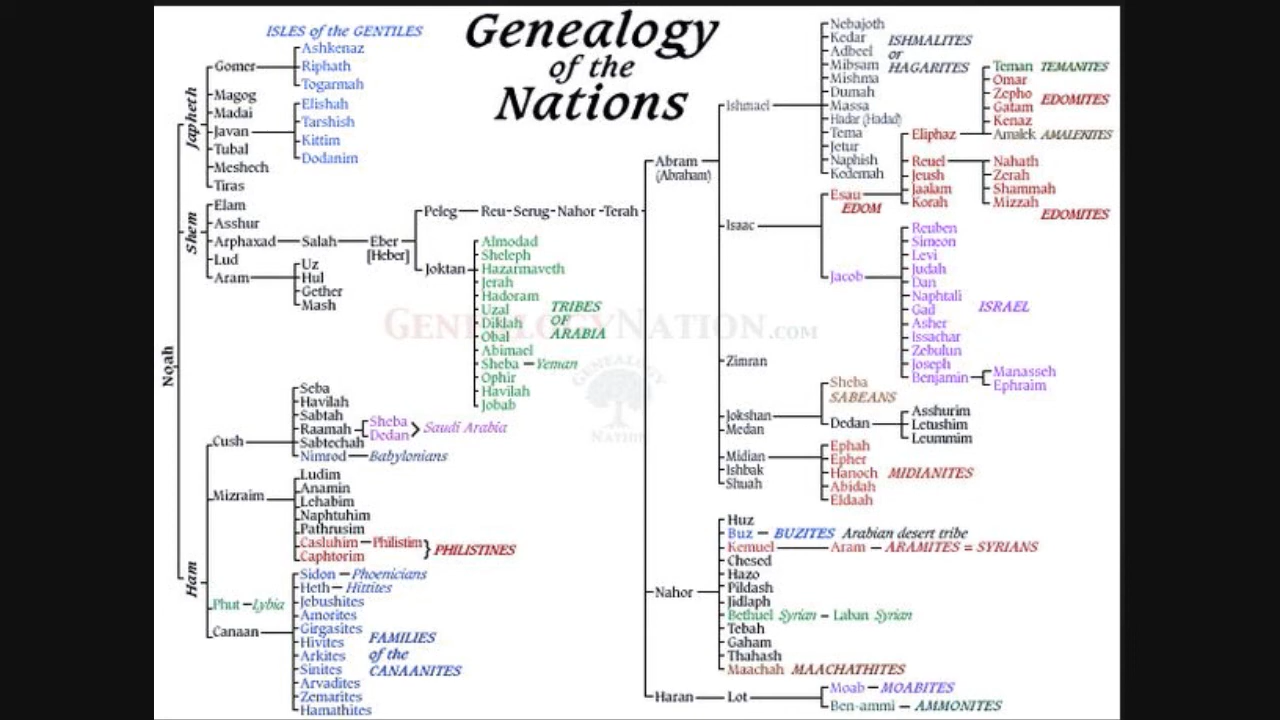 Genealogy
of the
Nations
Noah
Japheth
ISLES of the GENTILES
Gomer
Ashkenaz
Riphath
Togarmah
Magog
Madai
Javan
Elishah
Tarshish
Kittim
Dodanim
Tubal
Meshech
Tiras
Shem
Elam
Asshur
Arphaxad Salah Eber
[Heber]
Lud
Aram
Uz
Hul
Gether
Mash
Peleg Reu Serug Nahor Terah
Joktan
Almodad
Sheleph
Hazarmaveth
Jerah
Hadoram
Uzal
Diklah
Obal
Abimael
Sheba Yeman
Ophir
Havilah
Jobab
TRIBES
OF
ARABIA
GENEALOGYNATION.COM
GENEALOGY
NATION
Ham
Cush
Seba
Havilah
Sabtah
Raamah
Sheba
Dedan
Saudi Arabia
Sabtechah
Nimrod Babylonians
Mizraim
Ludim
Anamin
Lehabim
Naphtuhim
Pathrusim
Casluhim Philistim
Caphtorim
PHILISTINES
Phut Lybia
Canaan
Sidon Phoenicians
Heth Hittites
Jebushites
Amorites
Girgasites
Hivites
Arkites
Sinites
Arvadites
Zemarites
Hamathites
FAMILIES
of the
CANAANITES
Abram
(Abraham)
Ishmael
Nebajoth
Kedar
Adbeel
Mibsam
Mishma
Dumah
Massa
Hadar (Hadad)
Tema
Jetur
Naphish
Kedemah
ISHMALITES
or
HAGARITES
Isaac
Esau
EDOM
Eliphaz
Teman TEMANITES
Omar
Zepho
Gatam
Kenaz
EDOMITES
Amalek AMALEKITES
Reuel
Nahath
Zerah
Shammah
Mizzah
EDOMITES
Jeush
Jaalam
Korah
Jacob
Reuben
Simeon
Levi
Judah
Dan
Naphtali
Gad
Asher
Issachar
Zebulun
Joseph
Benjamin
ISRAEL
Manasseh
Ephraim
Zimran
Jokshan
Sheba
SABEANS
Dedan
Asshurim
Letushim
Leummim
Medan
Midian
Ephah
Epher
Hanoch
Abidah
Eldaah
MIDIANITES
Ishbak
Shuah
Nahor
Huz
Buz BUZITES Arabian desert tribe
Kemuel Aram ARAMITES = SYRIANS
Chesed
Hazo
Pildash
Jidlaph
Bethuel Syrian Laban Syrian
Tebah
Gaham
Thahash
Maachah MAACHATHITES
Haran Lot
Moab MOABITES
Ben-ammi AMMONITES